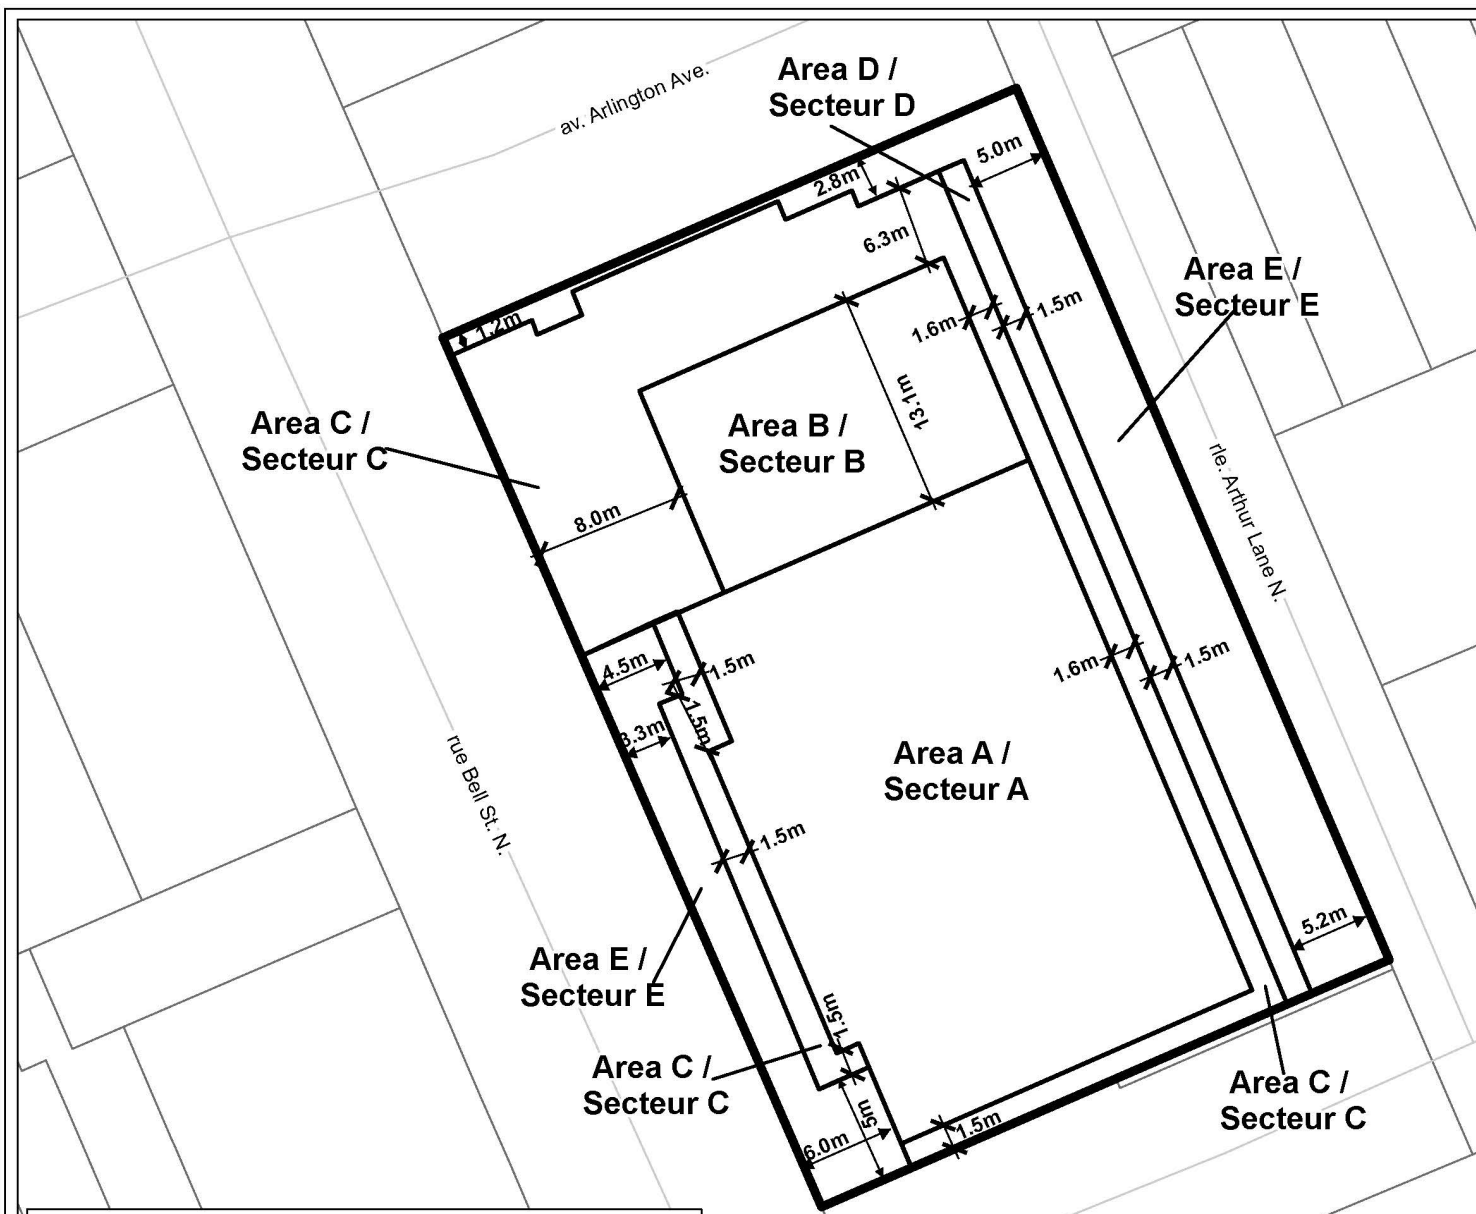 Area D /
Secteur D
av. Arlington Ave.
5.0m
2.8m
6.3m
Area E /
Secteur E
1.2m
1.6m
1.5m
13.1m
Area C /
Secteur C
Area B /
Secteur B
8.0m
rle. Arthur Lane N.
4.5m
1.5m
1.6m
1.5m
1.5m
3.3m
rue Bell St. N.
Area A /
Secteur A
1.5m
5.2m
Area E /
Secteur E
1.5m
Area C /
Secteur C
Area C /
Secteur C
5m
1.5m
6.0m